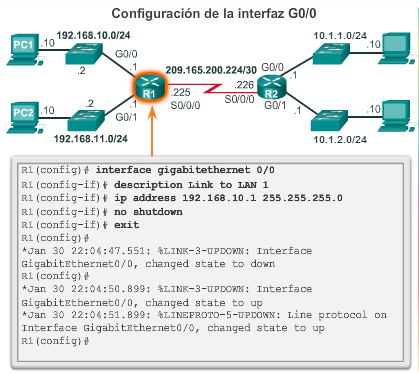 Configuración de la interfaz G0/0
192.168.10.0/24
10.1.1.0/24
PC1
.10
.10
G0/0
G0/0
.2
.1
.1
209.165.200.224/30
R1
R2
.225
.226
S0/0/0
S0/0/0
.2
.1
G0/1
G0/1
.1
PC2
.10
.10
192.168.11.0/24
10.1.2.0/24
R1(config)# interface gigabitethernet 0/0
R1(config-if)# description Link to LAN 1
R1(config-if)# ip address 192.168.10.1 255.255.255.0
R1(config-if)# no shutdown
R1(config-if)# exit
R1(config)#
*Jan 30 22:04:47.551: %LINK-3-UPDOWN: Interface
GigabitEthernet0/0, changed state to down
R1(config)#
*Jan 30 22:04:50.899: %LINK-3-UPDOWN: Interface
GigabitEthernet0/0, changed state to up
*Jan 30 22:04:51.899: %LINEPROTO-5-UPDOWN: Line protocol on
Interface GigabitEthernet0/0, changed state to up
R1(config)#